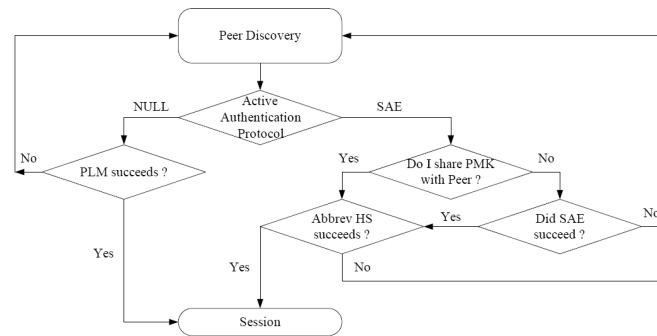 Peer Discovery
NULL
Active
Authentication
Protocol
SAE
No
PLM succeeds ?
Yes
Do I share PMK
with Peer ?
No
Abbrev HS
succeeds ?
Yes
Did SAE
succeed ?
No
Yes
Yes
No
Session